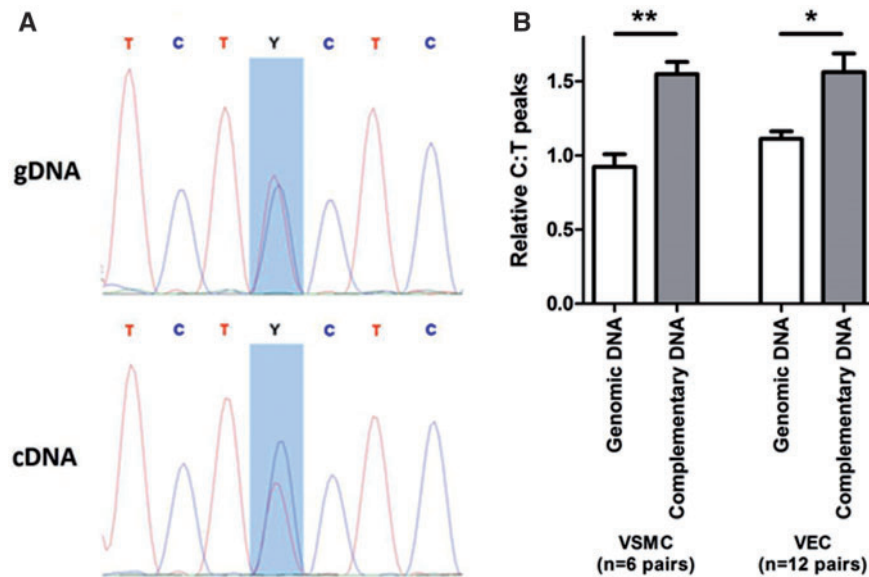 A
T C T Y C T C
gDNA
T C T Y C T C
cDNA
B
** *
Relative C:T peaks
1.5
1.0
0.5
0.0
Genomic DNA
Complementary DNA
Genomic DNA
Complementary DNA
VSMC
(n=6 pairs)
VEC
(n=12 pairs)